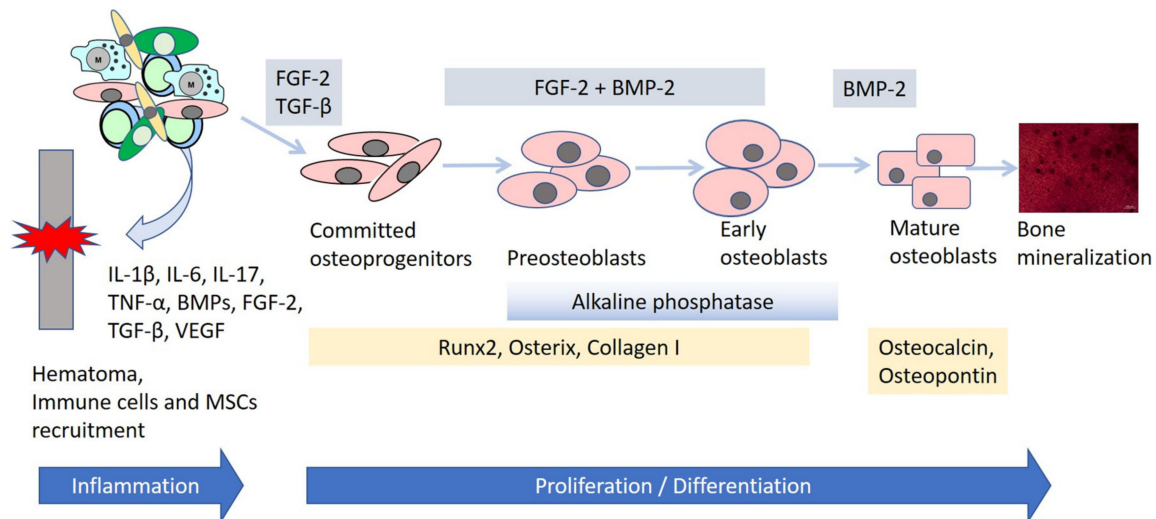 M
M
FGF-2
TGF-β
FGF-2 + BMP-2
BMP-2
Committed
osteoprogenitors
Preosteoblasts
Early
osteoblasts
Mature
osteoblasts
Bone
mineralization
IL-1β, IL-6, IL-17,
TNF-α, BMPs, FGF-2,
TGF-β, VEGF
Alkaline phosphatase
Runx2, Osterix, Collagen I
Osteocalcin,
Osteopontin
Hematoma,
Immune cells and MSCs
recruitment
Inflammation
Proliferation / Differentiation